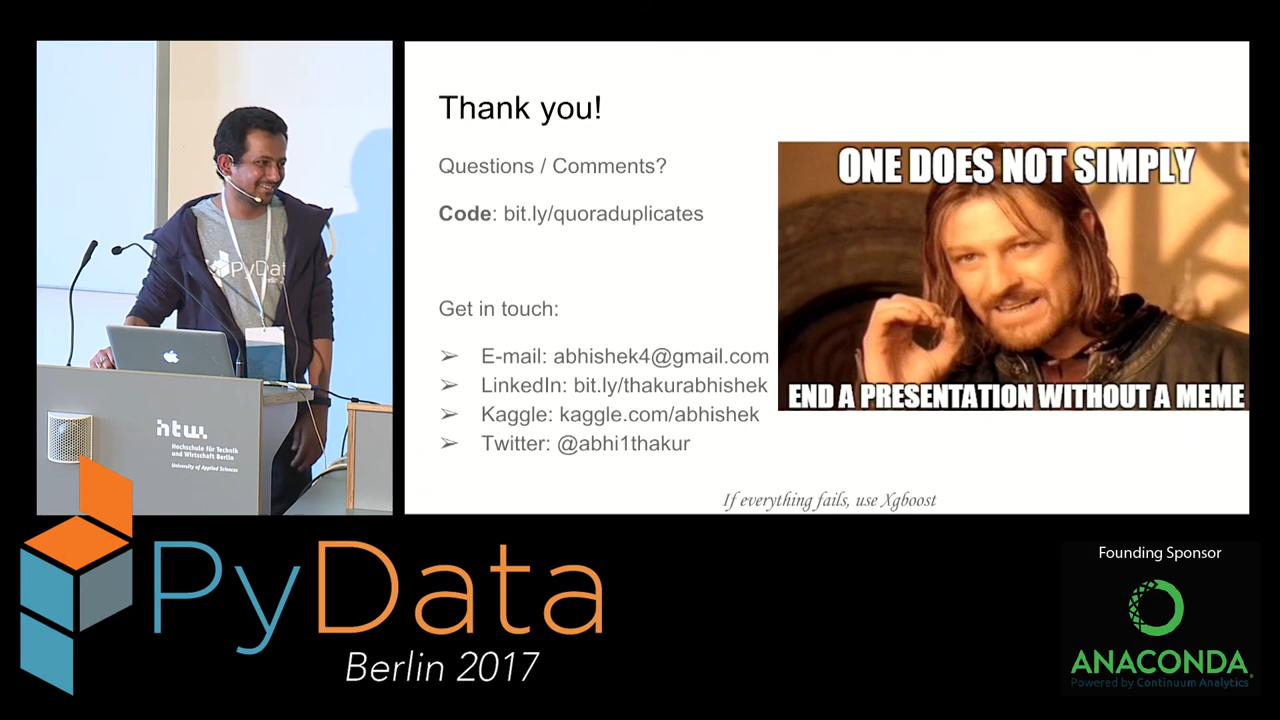 Thank you!
Questions / Comments?
Code: bit.ly/quoraduplicates
Get in touch:
➢ E-mail: abhishek4@gmail.com
➢ LinkedIn: bit.ly/thakurabhishek
➢ Kaggle: kaggle.com/abhishek
➢ Twitter: @abhi1thakur
ONE DOES NOT SIMPLY
END A PRESENTATION WITHOUT A MEME
If everything fails, use Xgboost
PyData
htw.
Hochschule für Technik
und Wirtschaft Berlin
University of Applied Sciences
PyData
Berlin 2017
Founding Sponsor
ANACONDA
Powered by Continuum Analytics